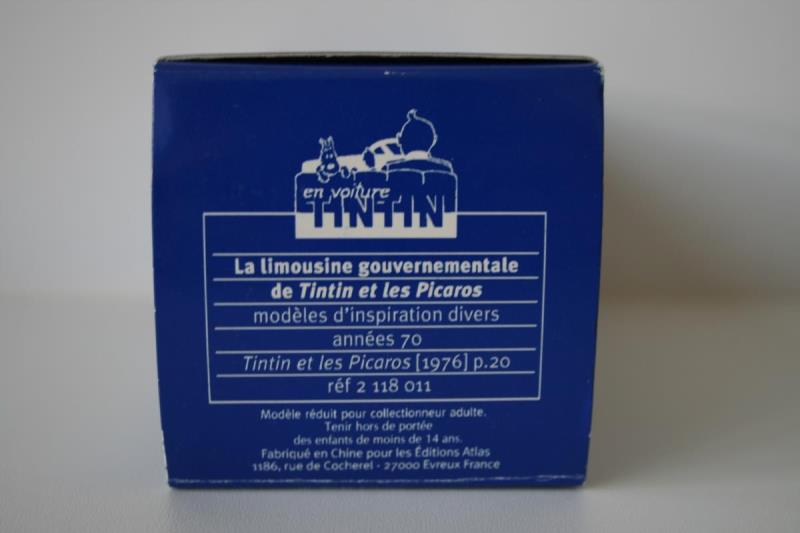 en voiture
TINTIN
La limousine gouvernementale
de Tintin et les Picaros
modèles d'inspiration divers
années 70
Tintin et les Picaros [1976] p.20
réf 2 118 011
Modèle réduit pour collectionneur adulte.
Tenir hors de portée
des enfants de moins de 14 ans.
Fabriqué en Chine pour les Éditions Atlas
1186, rue de Cocherel - 27000 Évreux France